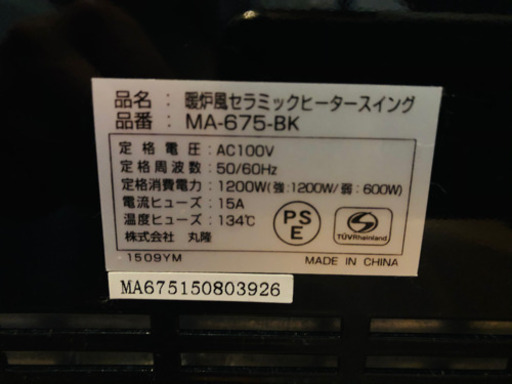 品名：暖炉風セラミックヒータースイング
品番：MA-675-BK
定格電圧：AC100V
定格周波数：50/60Hz
定格消費電力：1200W(強:1200W/弱:600W)
電流ヒューズ：15A
温度ヒューズ：134℃
株式会社 丸隆
PS
E
TÜVRheinland
1509YM
MADE IN CHINA
MA675150803926